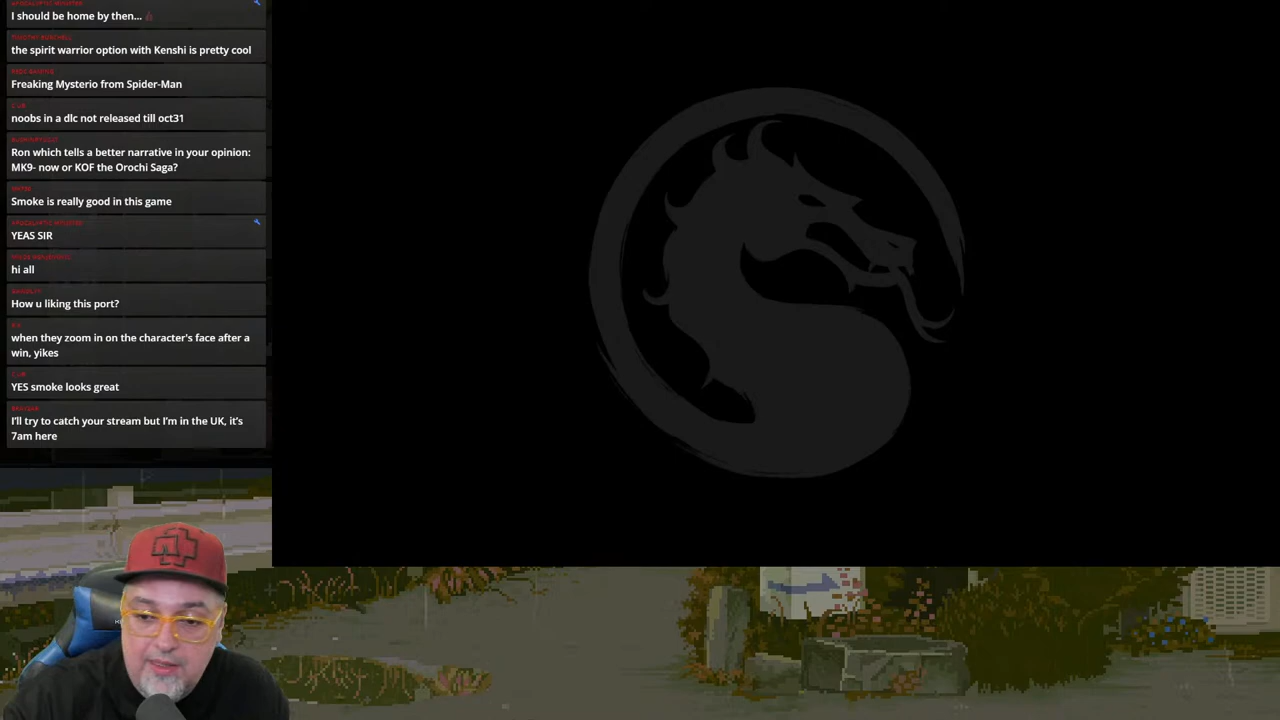 I should be home by then...
the spirit warrior option with Kenshi is pretty cool
Freaking Mysterio from Spider-Man
noobs in a dlc not released till oct31
Ron which tells a better narrative in your opinion:
MK9- now or KOF the Orochi Saga?
Smoke is really good in this game
YEAS SIR
hi all
How u liking this port?
when they zoom in on the character's face after a
win, yikes
YES smoke looks great
I'll try to catch your stream but I'm in the UK, it's
7am here